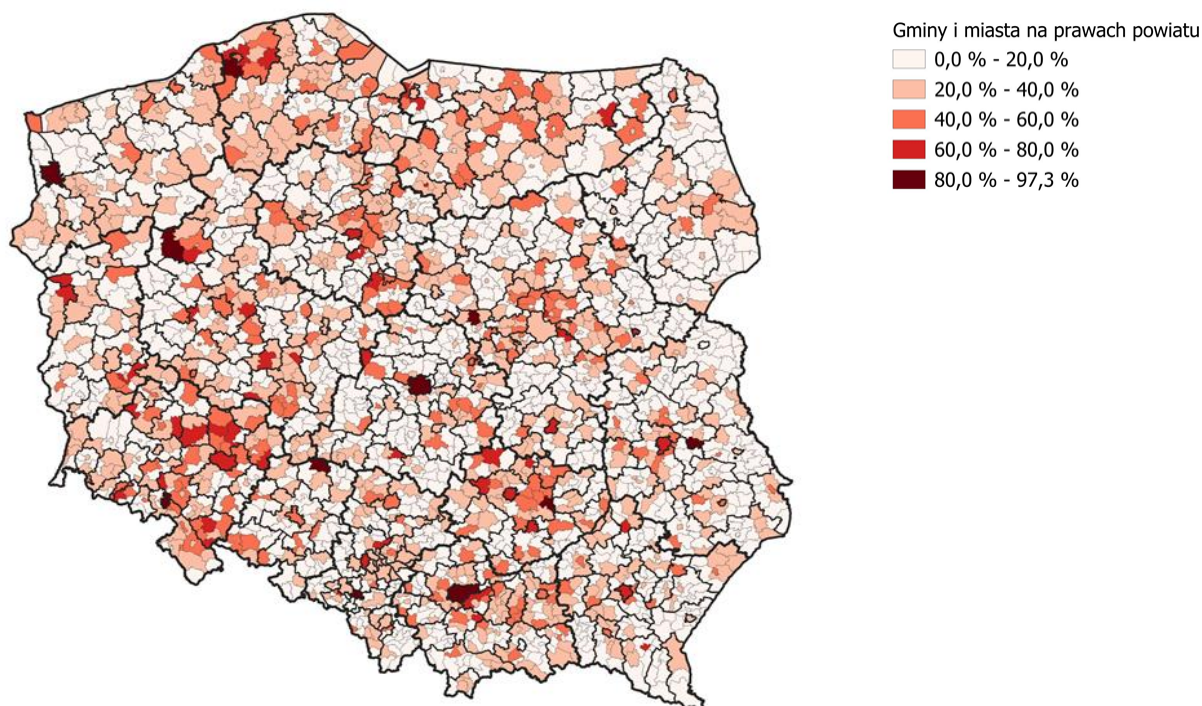 Gminy i miasta na prawach powiatu
0,0 % - 20,0 %
20,0 % - 40,0 %
40,0 % - 60,0 %
60,0 % - 80,0 %
80,0 % - 97,3 %